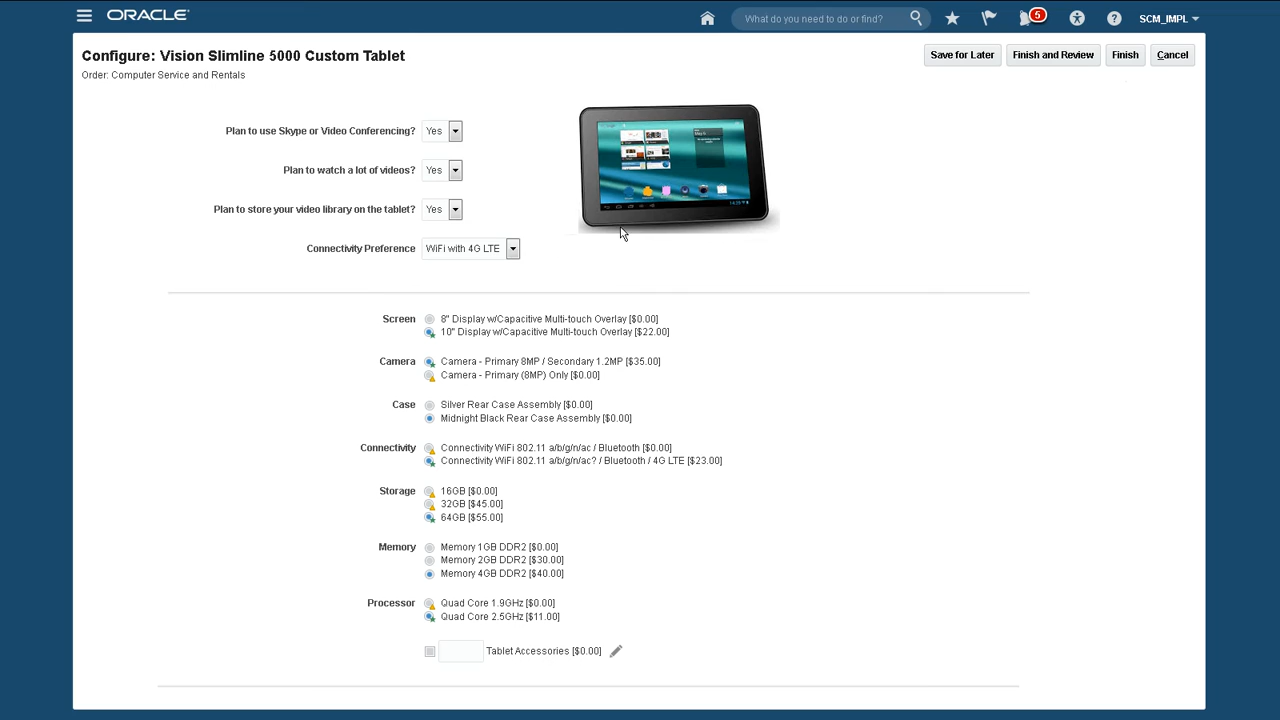 ORACLE
What do you need to do or find?
5
SCM_IMPL
Configure: Vision Slimline 5000 Custom Tablet
Save for Later
Finish and Review
Finish
Cancel
Order: Computer Service and Rentals
Plan to use Skype or Video Conferencing? Yes
Plan to watch a lot of videos? Yes
Plan to store your video library on the tablet? Yes
Connectivity Preference WiFi with 4G LTE
Screen 8" Display w/Capacitive Multi-touch Overlay [$0.00]
10" Display w/Capacitive Multi-touch Overlay [$22.00]
Camera Camera - Primary 8MP / Secondary 1.2MP [$35.00]
Camera - Primary (8MP) Only [$0.00]
Case Silver Rear Case Assembly [$0.00]
Midnight Black Rear Case Assembly [$0.00]
Connectivity Connectivity WiFi 802.11 a/b/g/n/ac / Bluetooth [$0.00]
Connectivity WiFi 802.11 a/b/g/n/ac? / Bluetooth / 4G LTE [$23.00]
Storage 16GB [$0.00]
32GB [$45.00]
64GB [$55.00]
Memory Memory 1GB DDR2 [$0.00]
Memory 2GB DDR2 [$30.00]
Memory 4GB DDR2 [$40.00]
Processor Quad Core 1.9GHz [$0.00]
Quad Core 2.5GHz [$11.00]
Tablet Accessories [$0.00]